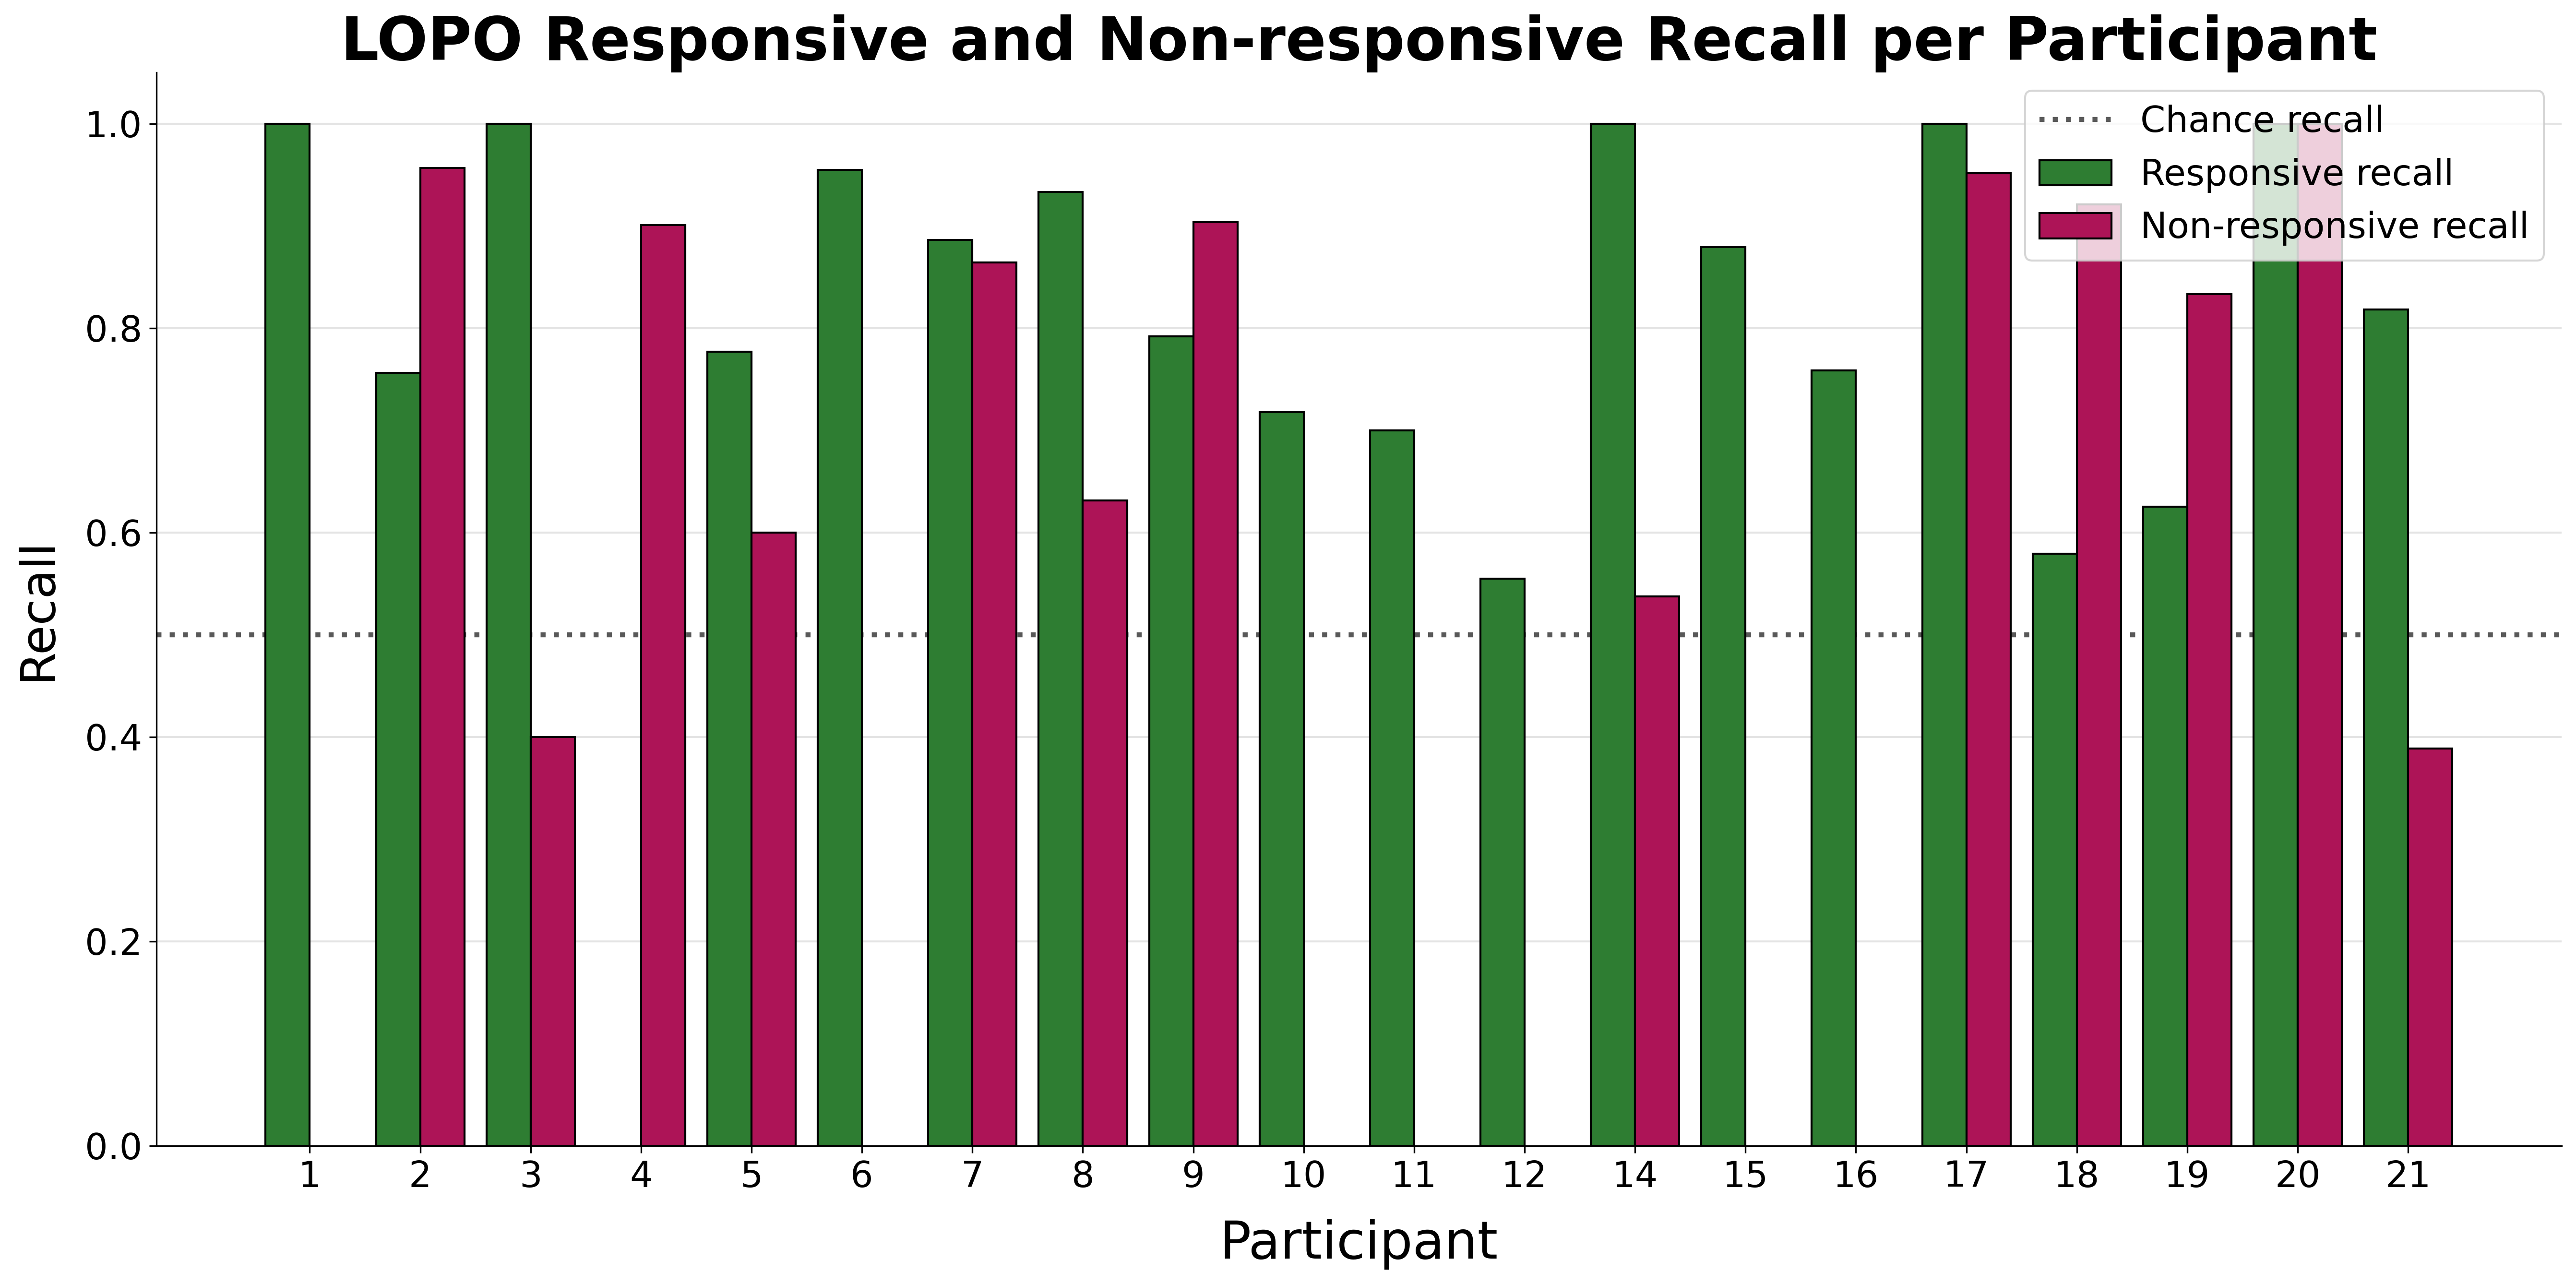 LOPO Responsive and Non-responsive Recall per Participant
Chance recall
Responsive recall
Non-responsive recall
Recall
1.0
0.8
0.6
0.4
0.2
0.0
1 2 3 4 5 6 7 8 9 10 11 12 14 15 16 17 18 19 20 21
Participant